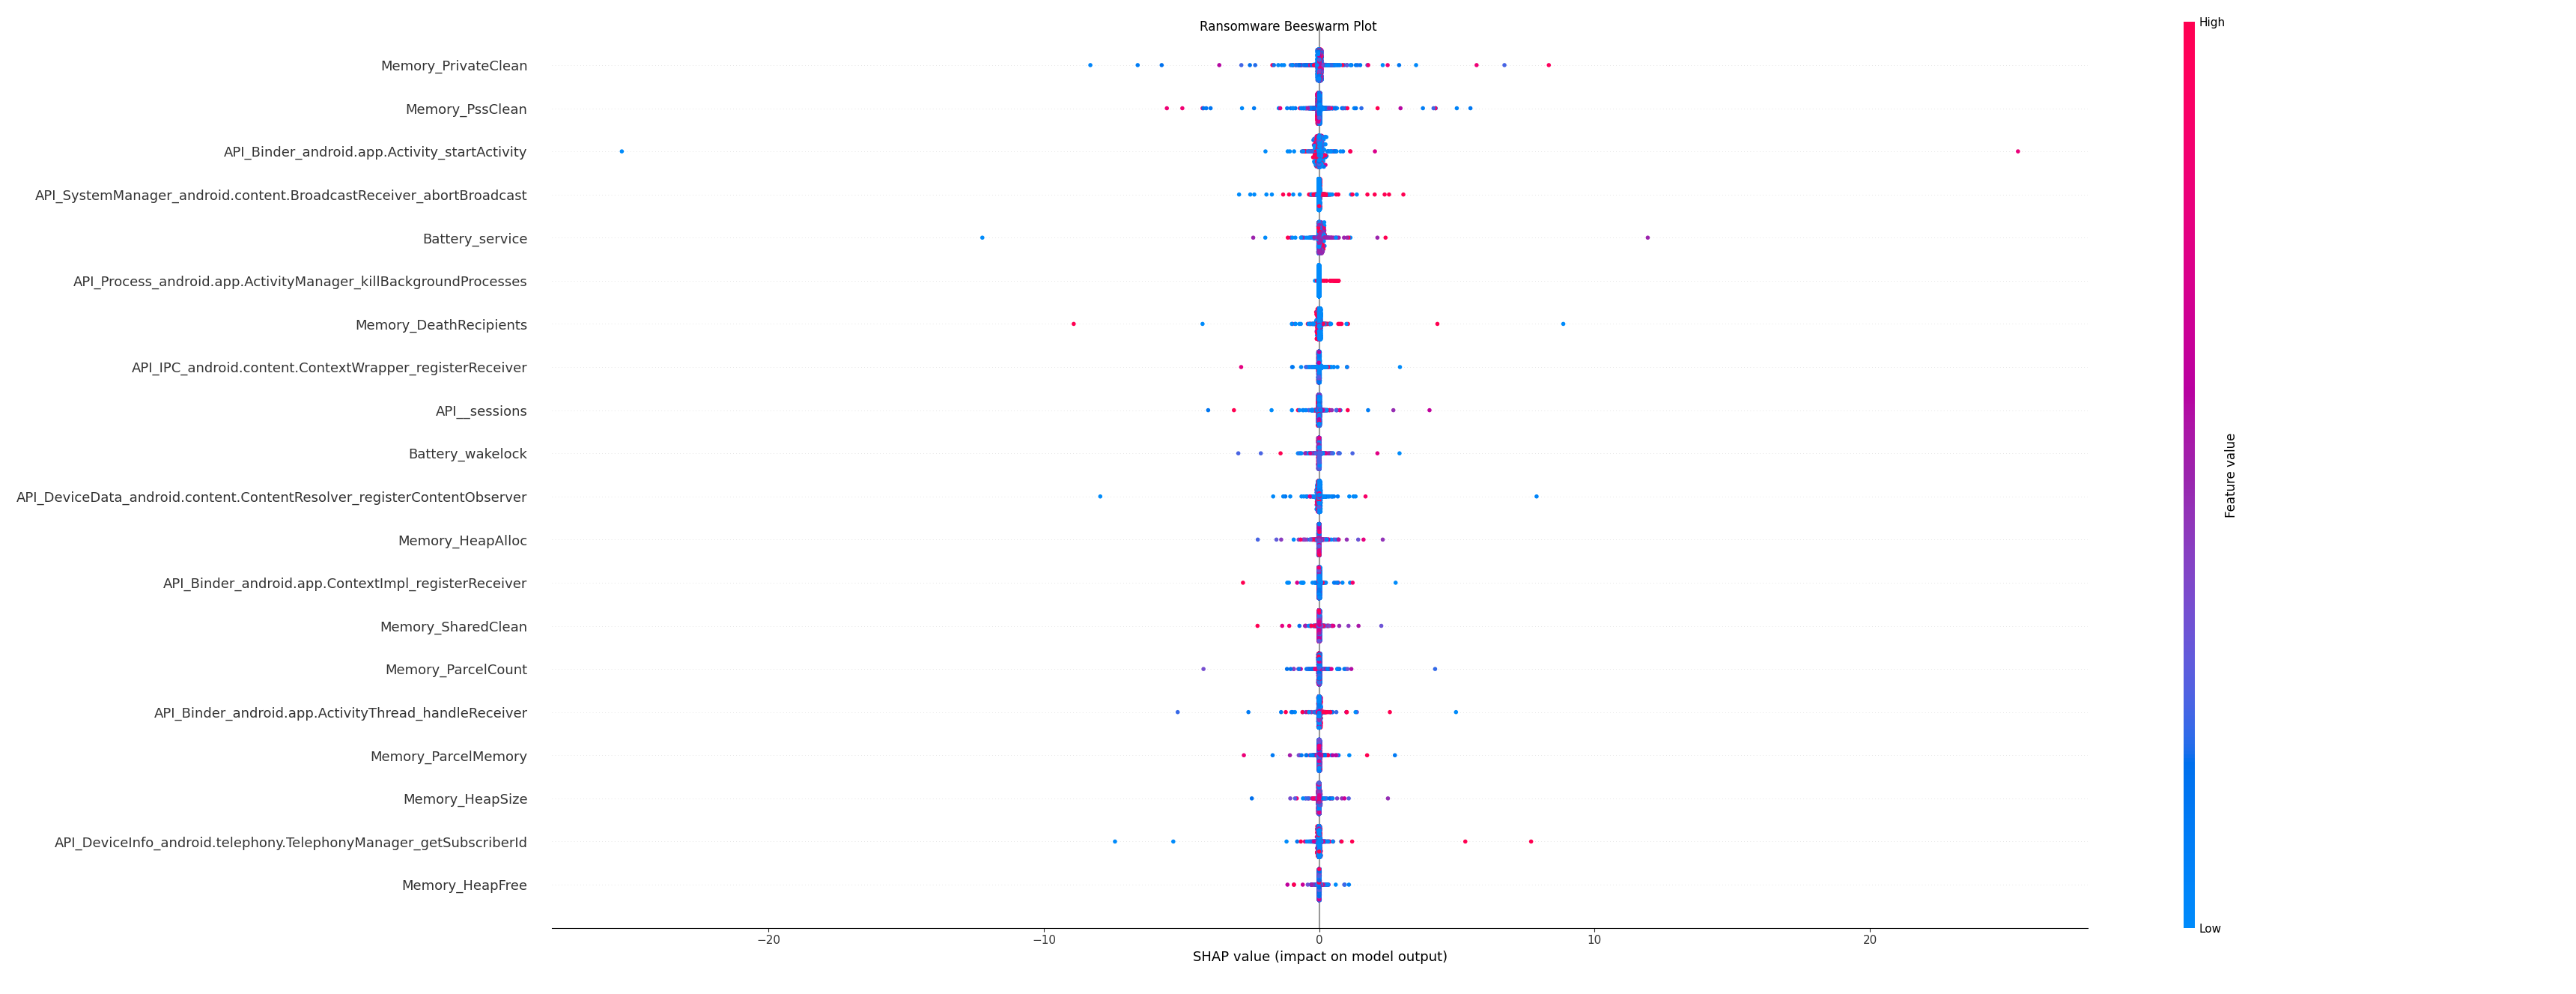 Ransomware Beeswarm Plot
High
Memory_PrivateClean
Memory_PssClean
API_Binder_android.app.Activity_startActivity
API_SystemManager_android.content.BroadcastReceiver_abortBroadcast
Battery_service
API_Process_android.app.ActivityManager_killBackgroundProcesses
Memory_DeathRecipients
API_IPC_android.content.ContextWrapper_registerReceiver
API__sessions
Battery_wakelock
API_DeviceData_android.content.ContentResolver_registerContentObserver
Memory_HeapAlloc
API_Binder_android.app.ContextImpl_registerReceiver
Memory_SharedClean
Memory_ParcelCount
API_Binder_android.app.ActivityThread_handleReceiver
Memory_ParcelMemory
Memory_HeapSize
API_DeviceInfo_android.telephony.TelephonyManager_getSubscriberId
Memory_HeapFree
Feature value
Low
−20 −10 0 10 20
SHAP value (impact on model output)